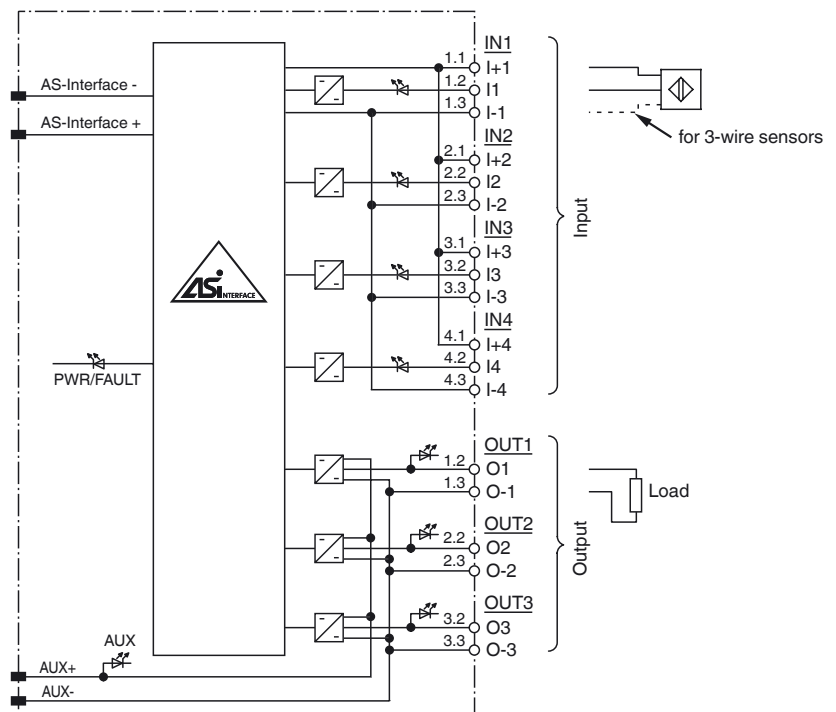 AS-Interface -
AS-Interface +
ASi INTERFACE
PWR/FAULT
IN1
1.1 I+1
1.2 I1
1.3 I-1
IN2
2.1 I+2
2.2 I2
2.3 I-2
IN3
3.1 I+3
3.2 I3
3.3 I-3
IN4
4.1 I+4
4.2 I4
4.3 I-4
Input
for 3-wire sensors
OUT1
1.2 O1
1.3 O-1
OUT2
2.2 O2
2.3 O-2
OUT3
3.2 O3
3.3 O-3
Output
Load
AUX
AUX+
AUX-